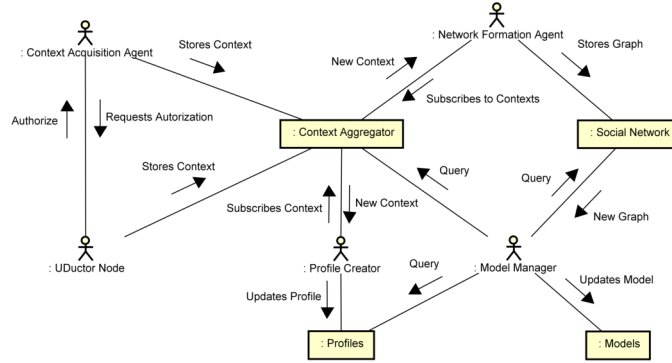 : Context Acquisition Agent
: Network Formation Agent
Stores Context
Stores Graph
New Context
Subscribes to Contexts
Authorize
Requests Autorization
: Context Aggregator
: Social Network
Stores Context
Query
Query
Subscribes Context
New Context
New Graph
: UDuctor Node
: Profile Creator
Query
: Model Manager
Updates Profile
Updates Model
: Profiles
: Models